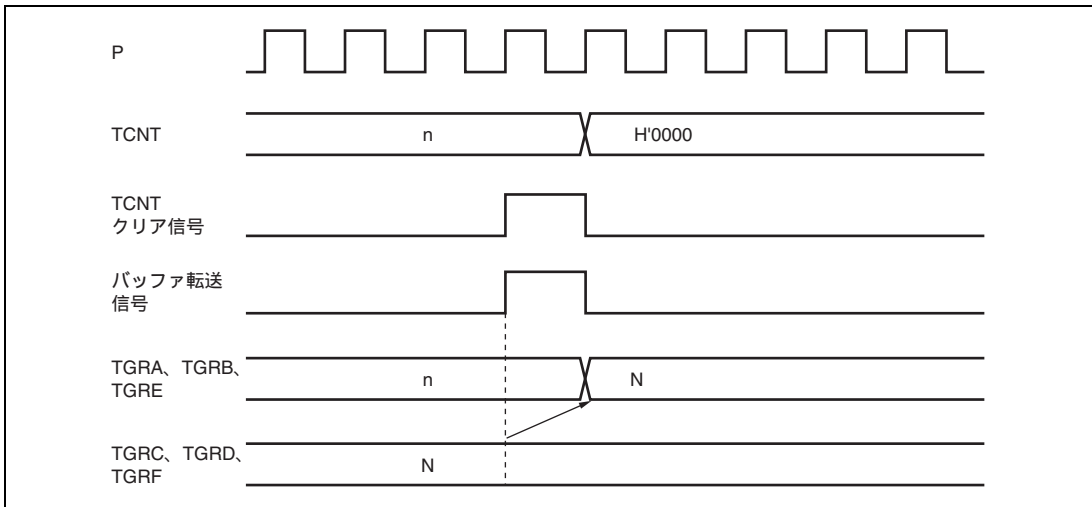 P
TCNT
n
H'0000
TCNT
クリア信号
バッファ転送
信号
TGRA、TGRB、
TGRE
n
N
TGRC、TGRD、
TGRF
N